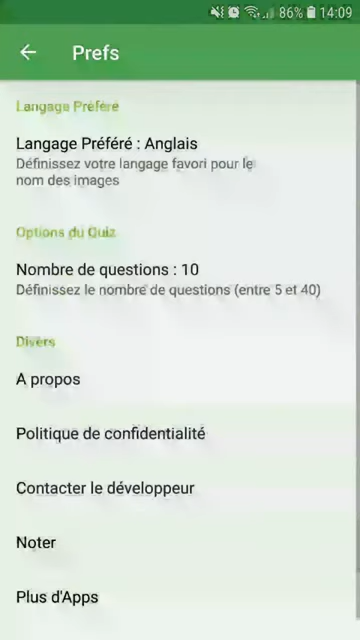 86% 14:09
Prefs
Langage Préféré
Langage Préféré : Anglais
Définissez votre langage favori pour le
nom des images
Options du Quiz
Nombre de questions : 10
Définissez le nombre de questions (entre 5 et 40)
Divers
A propos
Politique de confidentialité
Contacter le développeur
Noter
Plus d'Apps